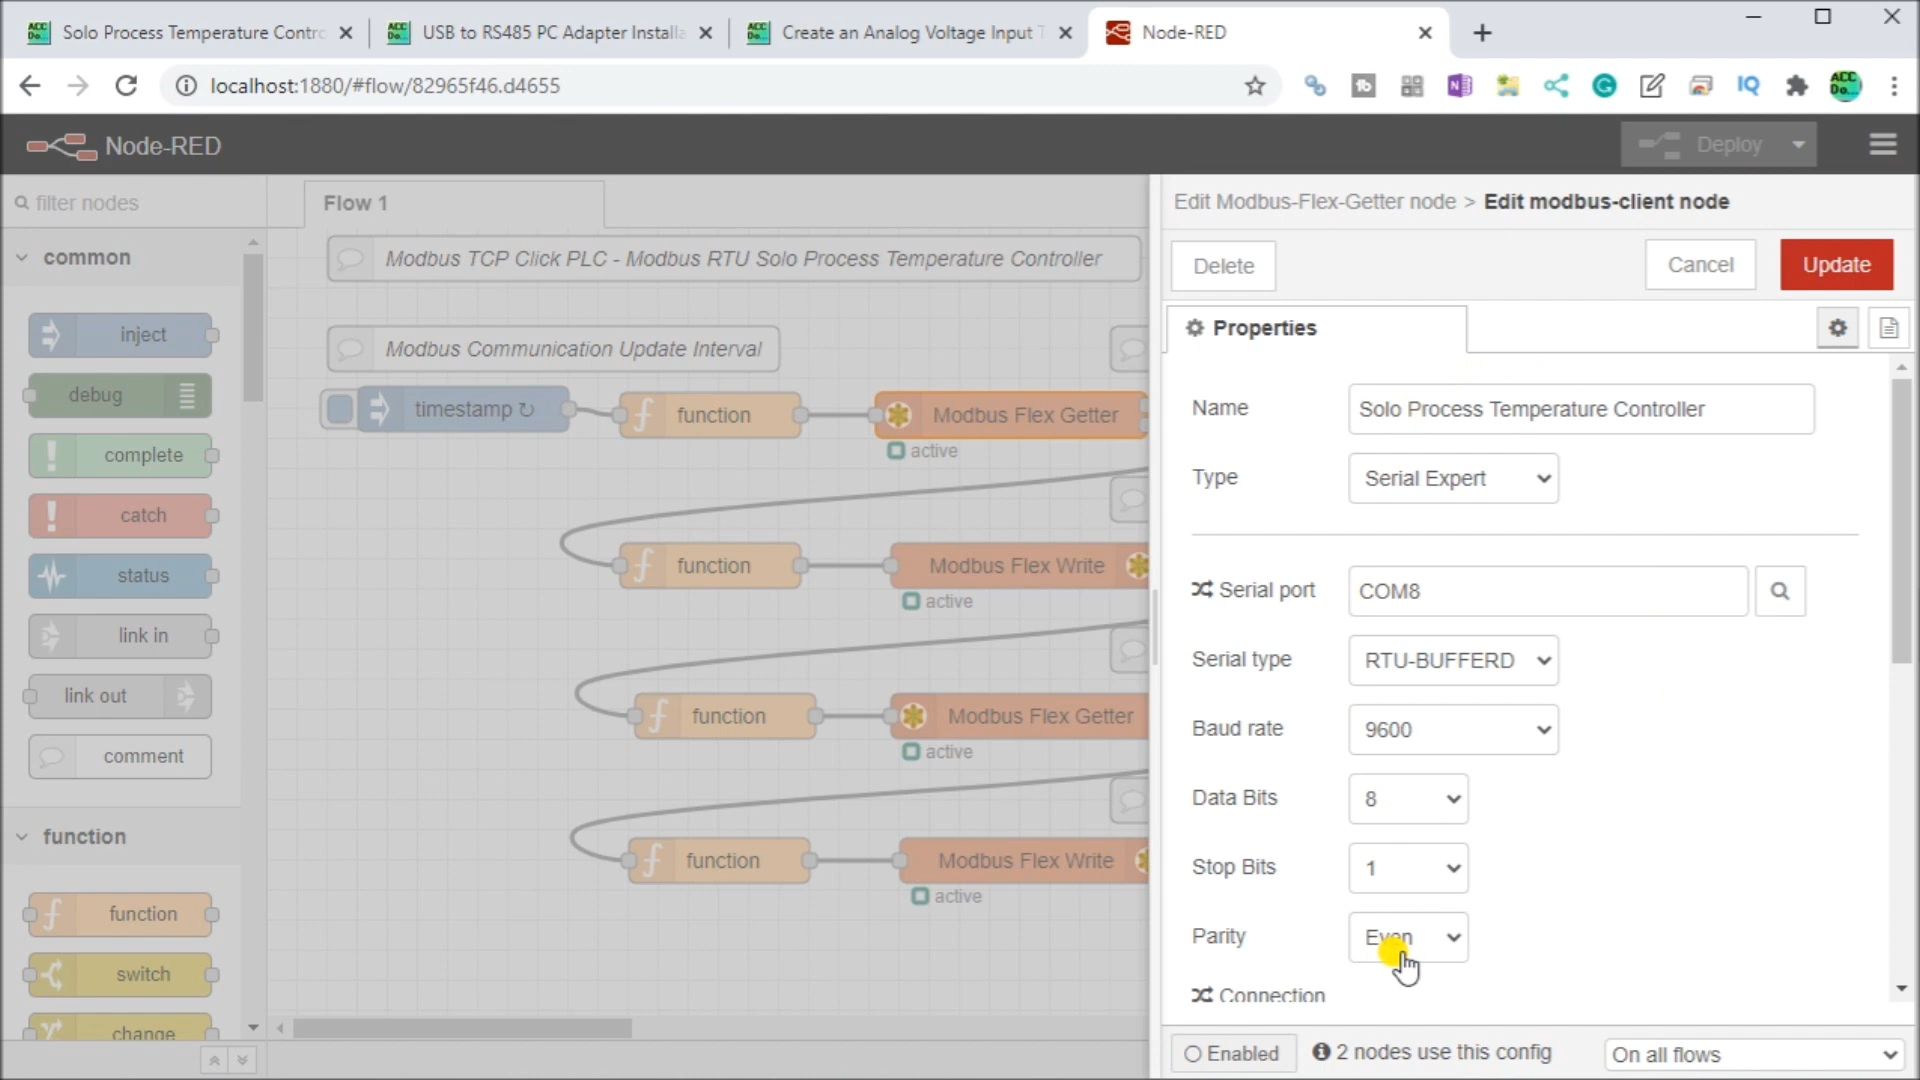 Solo Process Temperature Contro
USB to RS485 PC Adapter Installa
Create an Analog Voltage Input T
Node-RED
localhost:1880/#flow/82965f46.d4655
Node-RED
Deploy
filter nodes
Flow 1
Edit Modbus-Flex-Getter node > Edit modbus-client node
Delete
Cancel
Update
common
inject
debug
complete
catch
status
link in
link out
comment
function
function
switch
change
Modbus TCP Click PLC - Modbus RTU Solo Process Temperature Controller
Modbus Communication Update Interval
timestamp ↻
function
Modbus Flex Getter
active
function
Modbus Flex Write
active
function
Modbus Flex Getter
active
function
Modbus Flex Write
active
Properties
Name
Solo Process Temperature Controller
Type
Serial Expert
Serial port
COM8
Serial type
RTU-BUFFERD
Baud rate
9600
Data Bits
8
Stop Bits
1
Parity
Even
Connection
Enabled
2 nodes use this config
On all flows